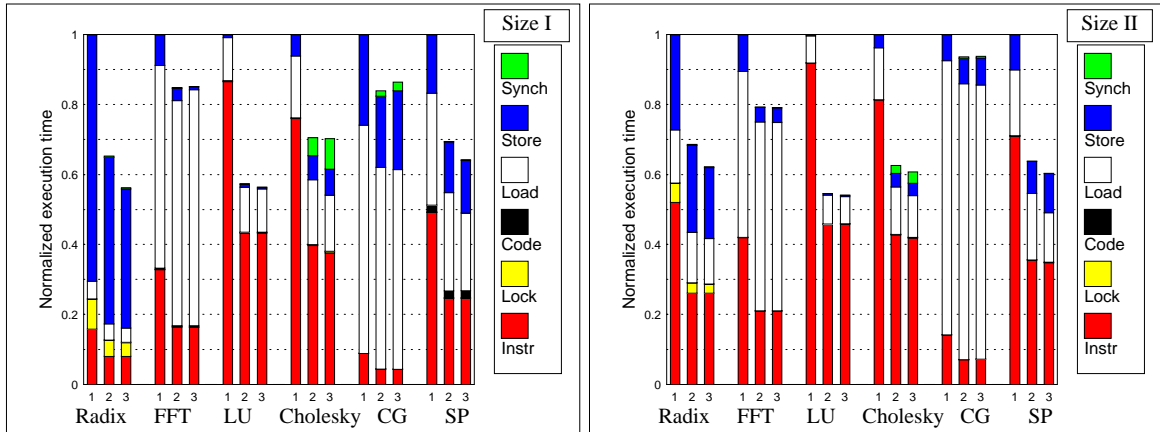 Size I
Normalized execution time
1
0.8
0.6
0.4
0.2
0
Synch
Store
Load
Code
Lock
Instr
1 2 3 1 2 3 1 2 3 1 2 3 1 2 3 1 2 3
Radix FFT LU Cholesky CG SP
Size II
Normalized execution time
1
0.8
0.6
0.4
0.2
0
Synch
Store
Load
Code
Lock
Instr
1 2 3 1 2 3 1 2 3 1 2 3 1 2 3 1 2 3
Radix FFT LU Cholesky CG SP